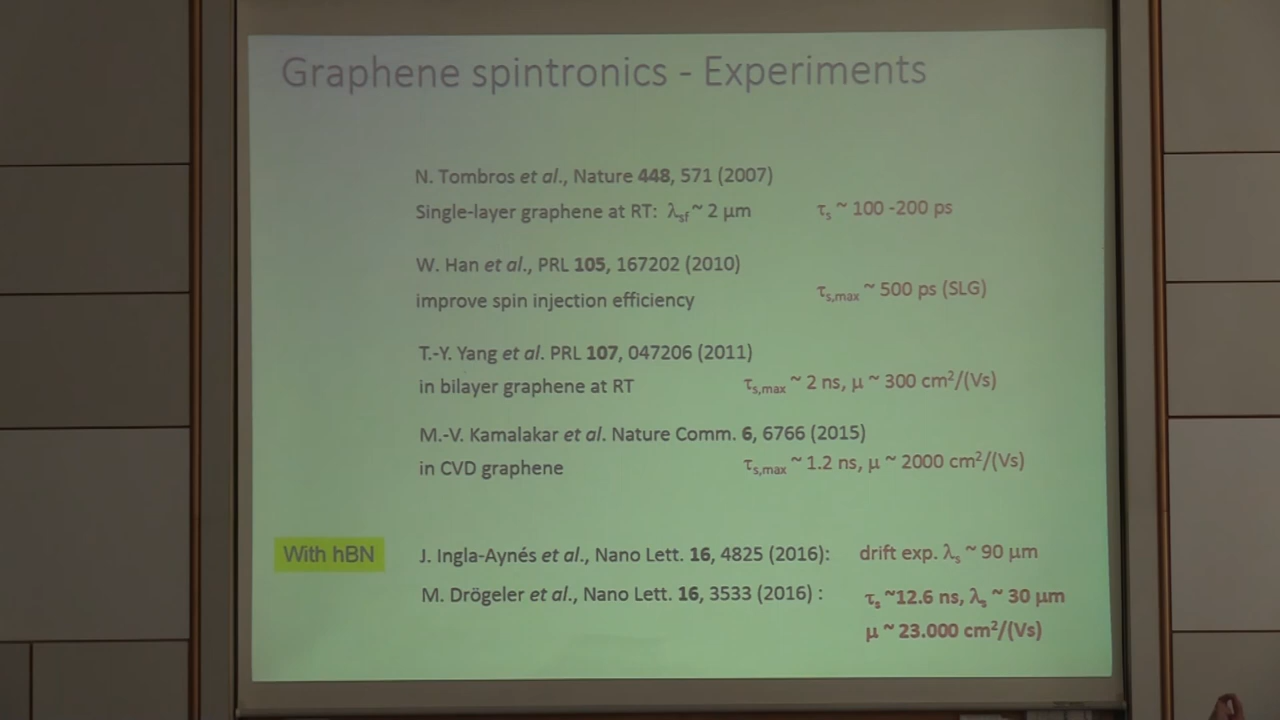 Graphene spintronics - Experiments
N. Tombros et al., Nature 448, 571 (2007)
Single-layer graphene at RT: λsf ~ 2 μm τs ~ 100 -200 ps
W. Han et al., PRL 105, 167202 (2010)
improve spin injection efficiency τs,max ~ 500 ps (SLG)
T.-Y. Yang et al. PRL 107, 047206 (2011)
in bilayer graphene at RT τs,max ~ 2 ns, μ ~ 300 cm²/(Vs)
M.-V. Kamalakar et al. Nature Comm. 6, 6766 (2015)
in CVD graphene τs,max ~ 1.2 ns, μ ~ 2000 cm²/(Vs)
With hBN J. Ingla-Aynés et al., Nano Lett. 16, 4825 (2016): drift exp. λs ~ 90 μm
M. Drögeler et al., Nano Lett. 16, 3533 (2016) : τs ~12.6 ns, λs ~ 30 μm
μ ~ 23.000 cm²/(Vs)